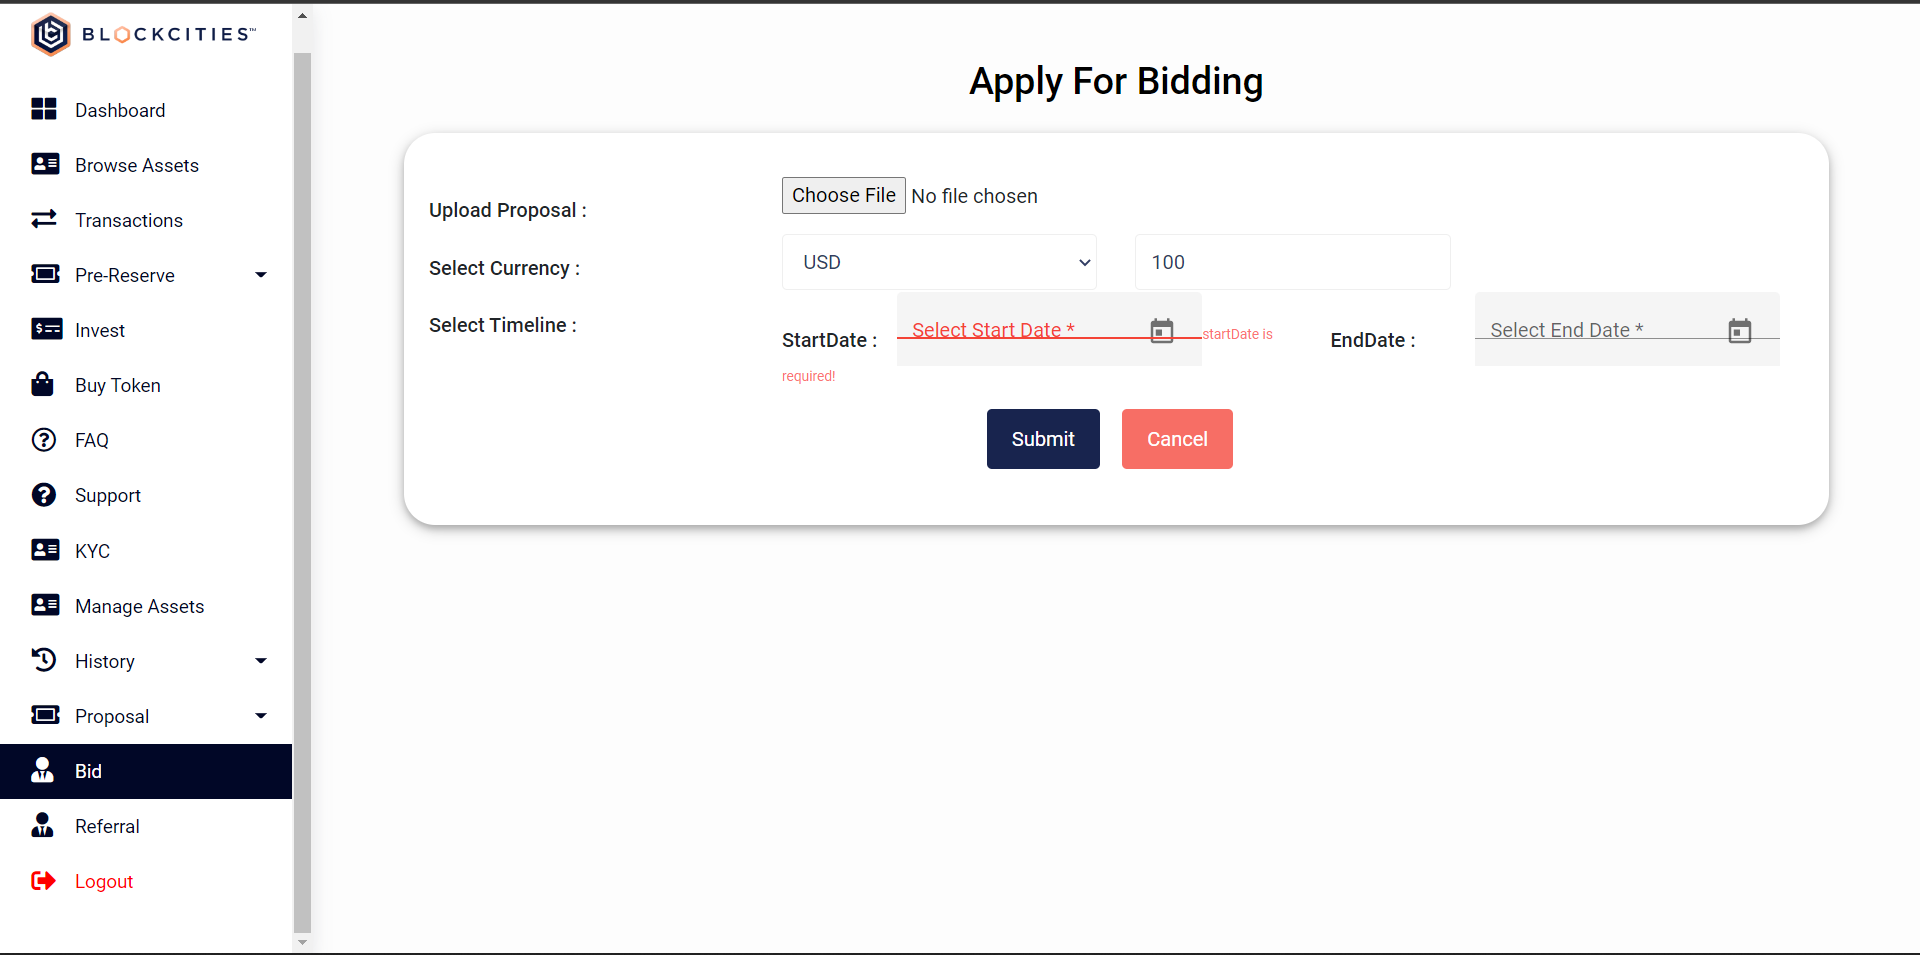 BLOCKCITIES™
Dashboard
Browse Assets
Transactions
Pre-Reserve
Invest
Buy Token
FAQ
Support
KYC
Manage Assets
History
Proposal
Bid
Referral
Logout
Apply For Bidding
Upload Proposal :
Choose File No file chosen
Select Currency :
USD
100
Select Timeline :
StartDate :
Select Start Date *
startDate is
required!
EndDate :
Select End Date *
Submit
Cancel